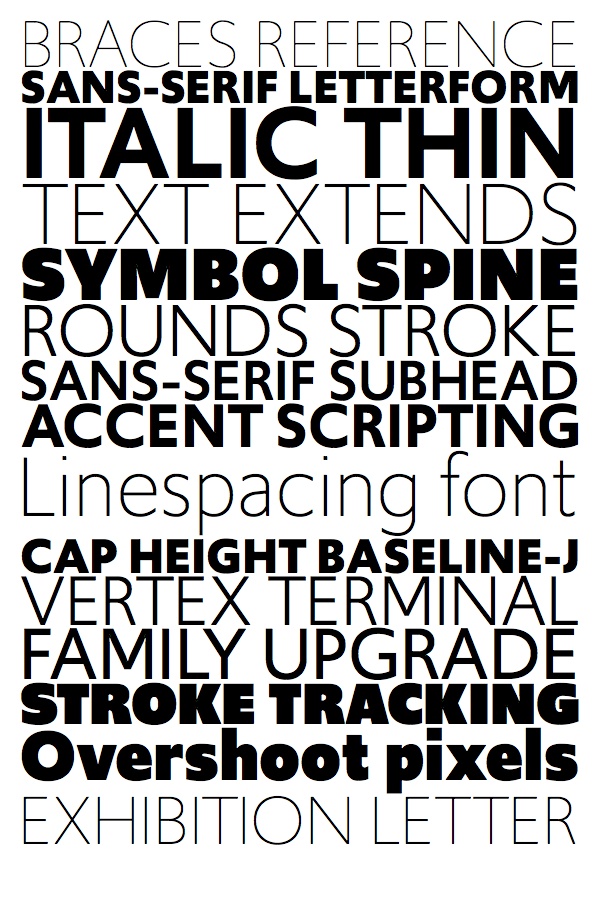 BRACES REFERENCE
SANS-SERIF LETTERFORM
ITALIC THIN
TEXT EXTENDS
SYMBOL SPINE
ROUNDS STROKE
SANS-SERIF SUBHEAD
ACCENT SCRIPTING
Linespacing font
CAP HEIGHT BASELINE-J
VERTEX TERMINAL
FAMILY UPGRADE
STROKE TRACKING
Overshoot pixels
EXHIBITION LETTER